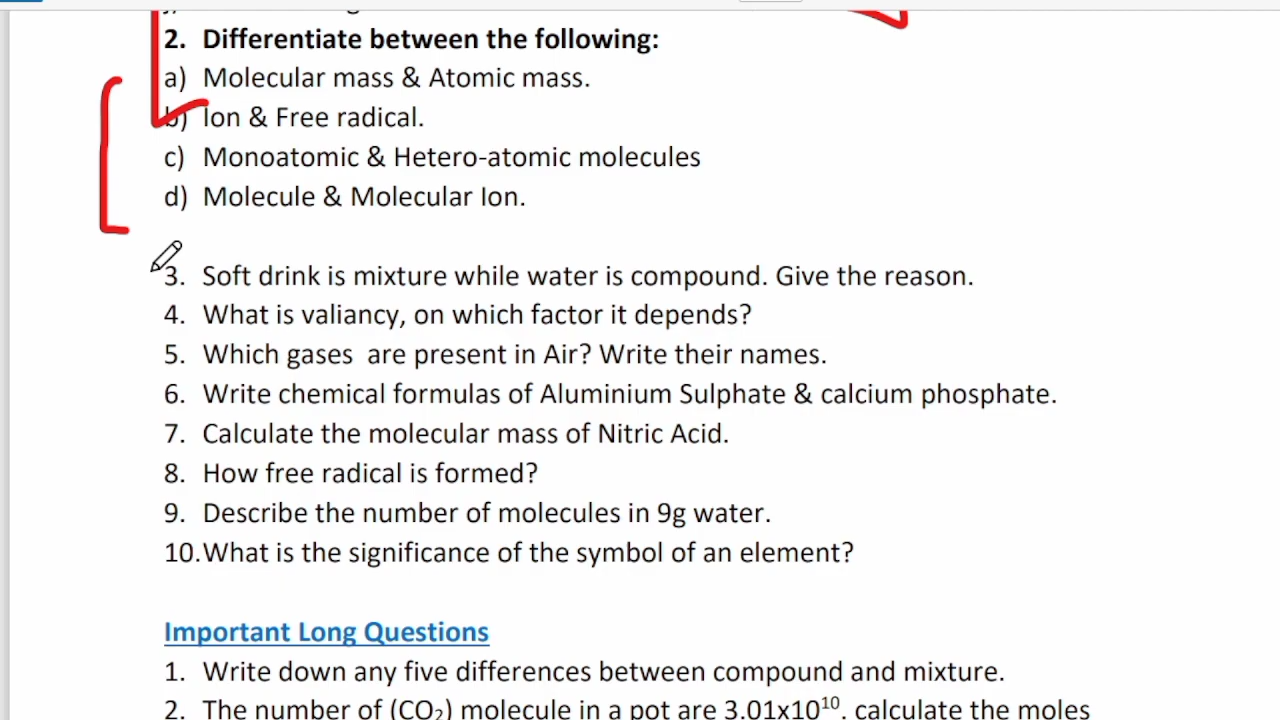 2. Differentiate between the following:
a) Molecular mass & Atomic mass.
b) Ion & Free radical.
c) Monoatomic & Hetero-atomic molecules
d) Molecule & Molecular Ion.
3. Soft drink is mixture while water is compound. Give the reason.
4. What is valiancy, on which factor it depends?
5. Which gases  are present in Air? Write their names.
6. Write chemical formulas of Aluminium Sulphate & calcium phosphate.
7. Calculate the molecular mass of Nitric Acid.
8. How free radical is formed?
9. Describe the number of molecules in 9g water.
10.What is the significance of the symbol of an element?
Important Long Questions
1. Write down any five differences between compound and mixture.
2. The number of (CO₂) molecule in a pot are 3.01x10¹⁰. calculate the moles